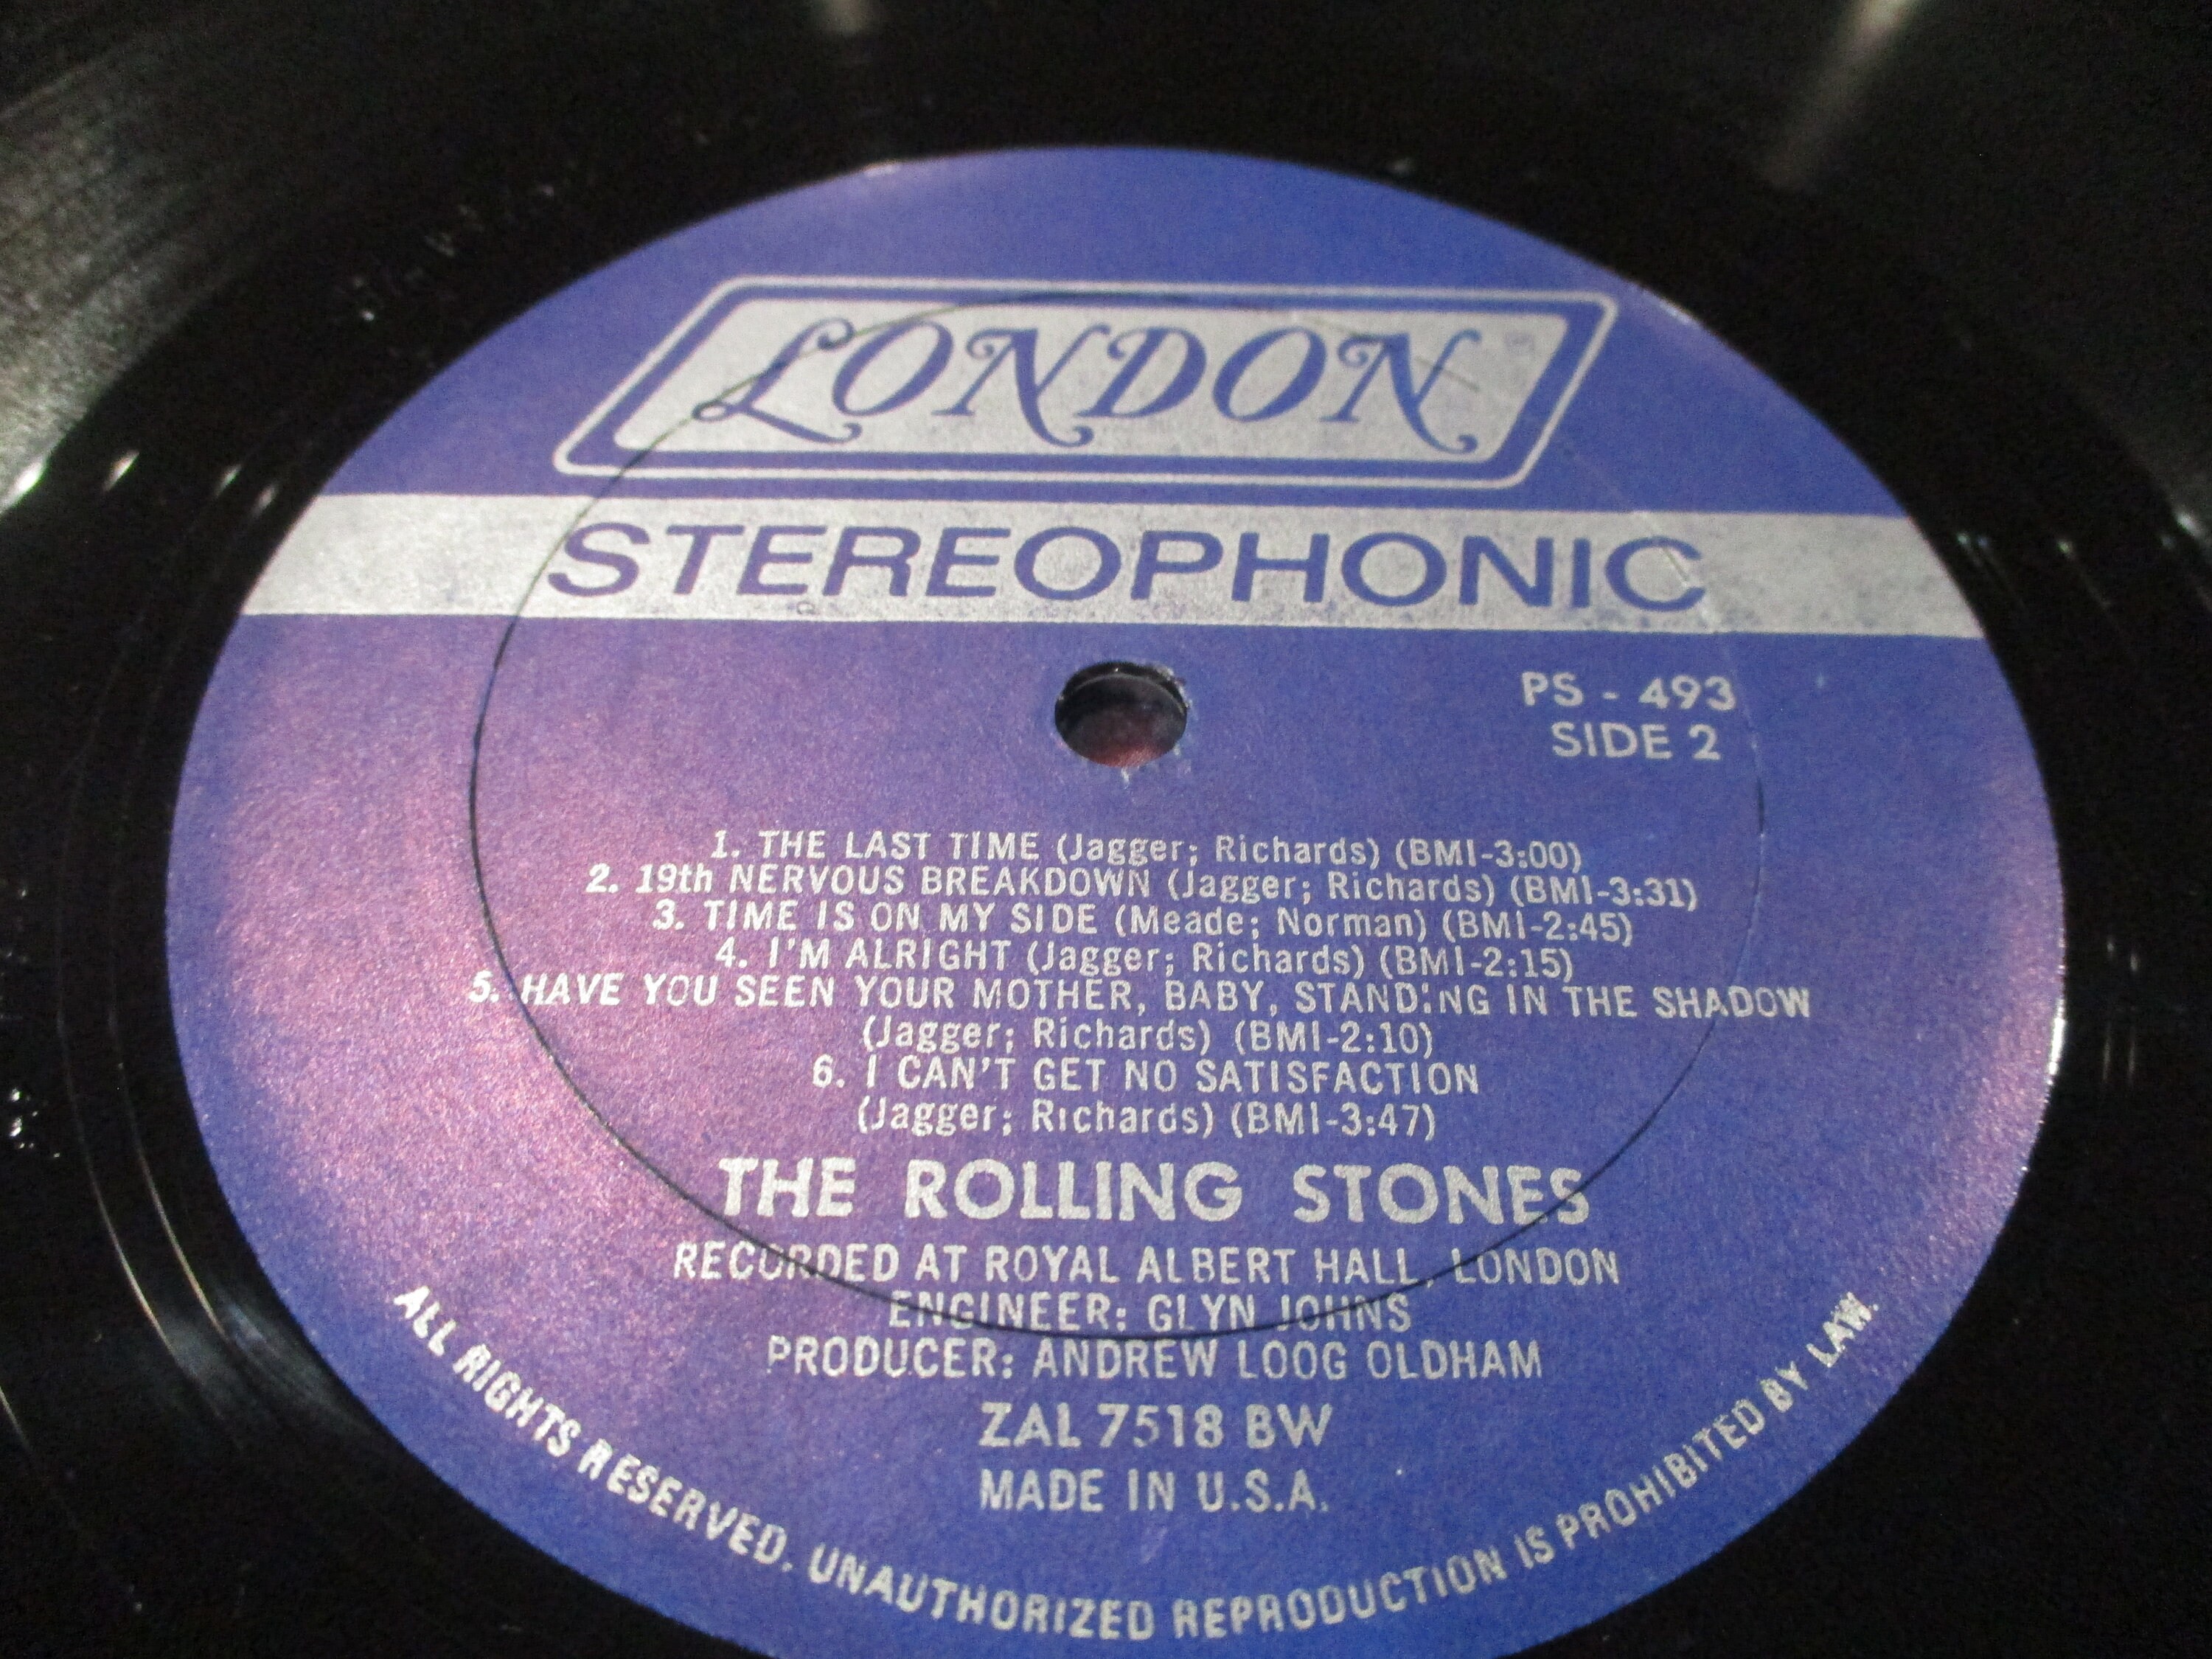 LONDON
STEREOPHONIC
PS - 493
SIDE 2
1. THE LAST TIME (Jagger; Richards) (BMI-3:00)
2. 19th NERVOUS BREAKDOWN (Jagger; Richards) (BMI-3:31)
3. TIME IS ON MY SIDE (Meade; Norman) (BMI-2:45)
4. I'M ALRIGHT (Jagger; Richards) (BMI-2:15)
5. HAVE YOU SEEN YOUR MOTHER, BABY, STANDING IN THE SHADOW
(Jagger; Richards) (BMI-2:10)
6. I CAN'T GET NO SATISFACTION
(Jagger; Richards) (BMI-3:47)
THE ROLLING STONES
RECORDED AT ROYAL ALBERT HALL, LONDON
ENGINEER: GLYN JOHNS
PRODUCER: ANDREW LOOG OLDHAM
ZAL 7518 BW
MADE IN U.S.A.
ALL RIGHTS RESERVED. UNAUTHORIZED REPRODUCTION IS PROHIBITED BY LAW.